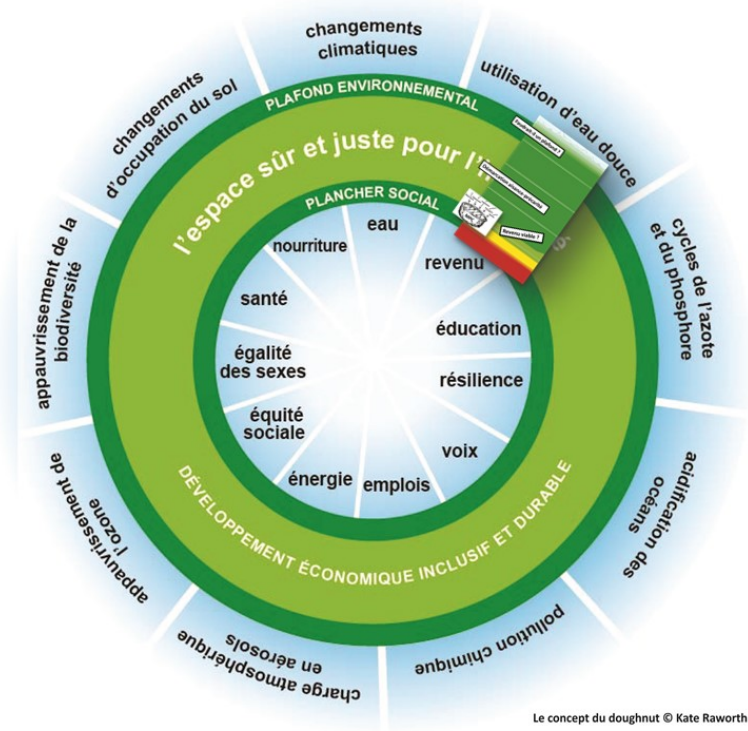 changements
climatiques
utilisation d'eau douce
cycles de l'azote
et du phosphore
acidification des
océans
pollution chimique
charge atmosphérique
en aérosols
appauvrissement de
l'ozone
appauvrissement de la
biodiversité
changements
d'occupation du sol
PLAFOND ENVIRONNEMENTAL
l'espace sûr et juste pour l'
PLANCHER SOCIAL
Revenu viable ?
eau
revenu
éducation
résilience
voix
emplois
énergie
équité
sociale
égalité
des sexes
santé
nourriture
DÉVELOPPEMENT ÉCONOMIQUE INCLUSIF ET DURABLE
Le concept du doughnut © Kate Raworth